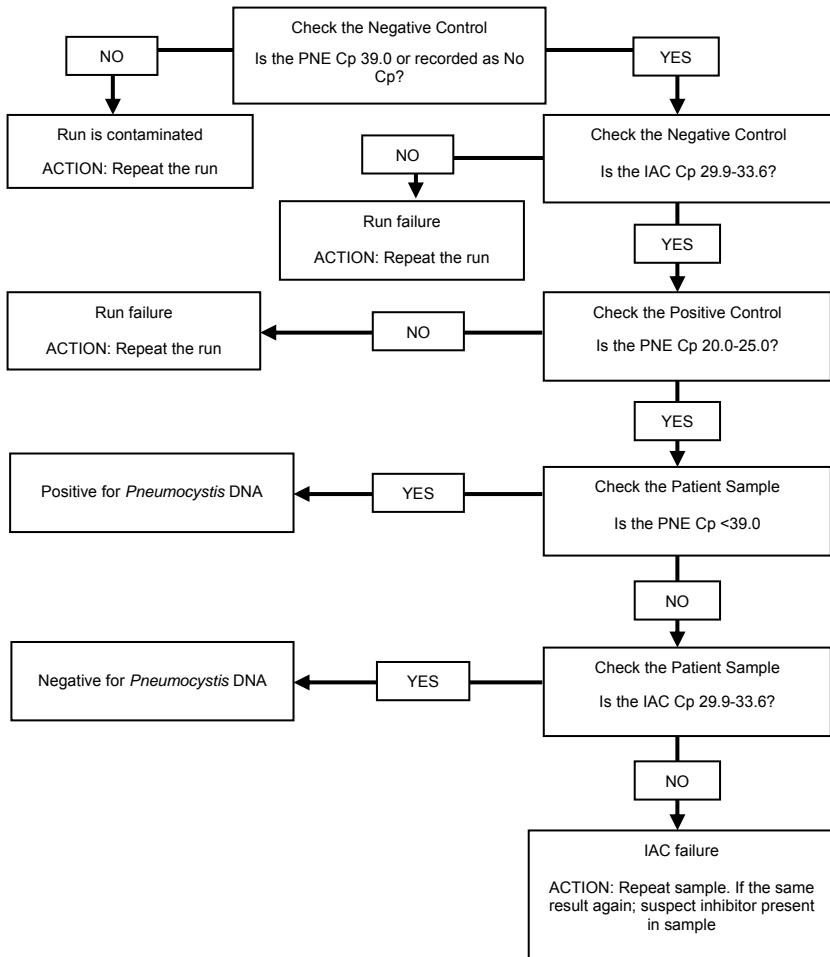 Check the Negative Control
Is the PNE Cp 39.0 or recorded as No
Cp?
NO
YES
Run is contaminated
ACTION: Repeat the run
Check the Negative Control
Is the IAC Cp 29.9-33.6?
NO
Run failure
ACTION: Repeat the run
YES
Run failure
ACTION: Repeat the run
NO
Check the Positive Control
Is the PNE Cp 20.0-25.0?
YES
Positive for Pneumocystis DNA
YES
Check the Patient Sample
Is the PNE Cp <39.0
NO
Negative for Pneumocystis DNA
YES
Check the Patient Sample
Is the IAC Cp 29.9-33.6?
NO
IAC failure
ACTION: Repeat sample. If the same
result again; suspect inhibitor present
in sample